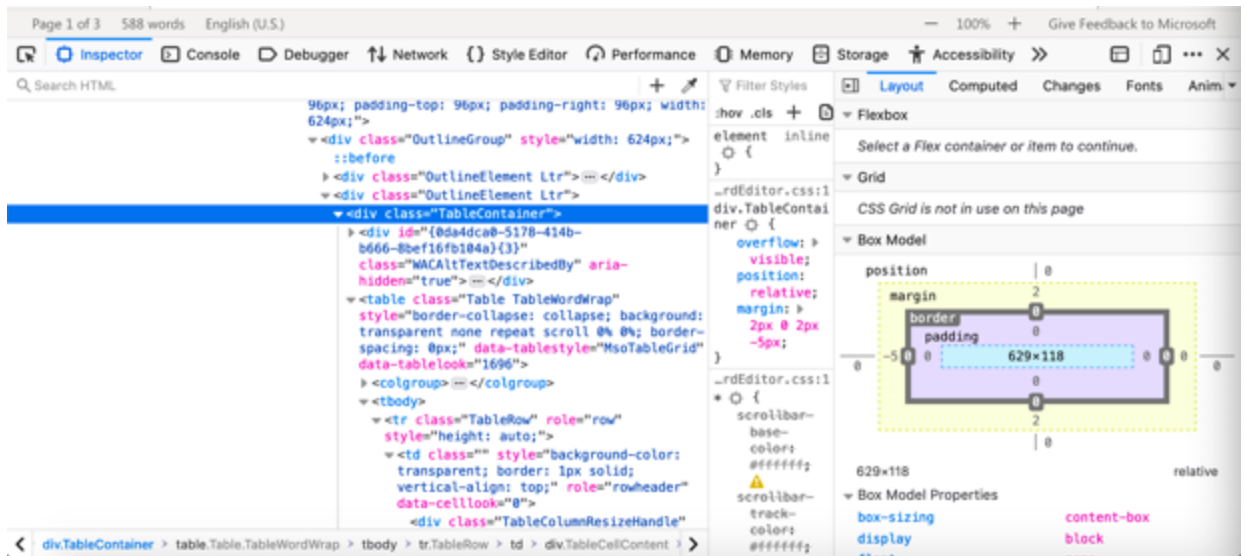 Page 1 of 3 588 words English (U.S.) — 100% + Give Feedback to Microsoft
Inspector Console Debugger Network {} Style Editor Performance Memory Storage Accessibility
Search HTML
96px; padding-top: 96px; padding-right: 96px; width:
624px;">
<div class="OutlineGroup" style="width: 624px;">
::before
<div class="OutlineElement Ltr"></div>
<div class="OutlineElement Ltr">
<div class="TableContainer">
<div id="{0da4dca0-5178-414b-
b666-8bef16fb104a}{3}"
class="WACAltTextDescribedBy" aria-
hidden="true"></div>
<table class="Table TableWordWrap"
style="border-collapse: collapse; background:
transparent none repeat scroll 0% 0%; border-
spacing: 0px;" data-tablestyle="MsoTableGrid"
data-tablelook="1696">
<colgroup></colgroup>
<tbody>
<tr class="TableRow" role="row"
style="height: auto;">
<td class="" style="background-color:
transparent; border: 1px solid;
vertical-align: top;" role="rowheader"
data-celllook="0">
<div class="TableColumnResizeHandle"
div.TableContainer > table.Table.TableWordWrap > tbody > tr.TableRow > td > div.TableCellContent >
Filter Styles
:hov .cls +
element inline
{
}
…rdEditor.css:1
div.TableContai
ner {
overflow:
visible;
position:
relative;
margin:
2px 0 2px
-5px;
}
…rdEditor.css:1
* {
scrollbar-
base-
color:
#ffffff;
scrollbar-
track-
color:
#ffffff;
Layout Computed Changes Fonts Anim.
Flexbox
Select a Flex container or item to continue.
Grid
CSS Grid is not in use on this page
Box Model
position 0
margin 2
border 0
padding 0
0 -5 0 0 629×118 0 0 0 0
0
0
2
0
629×118 relative
Box Model Properties
box-sizing content-box
display block